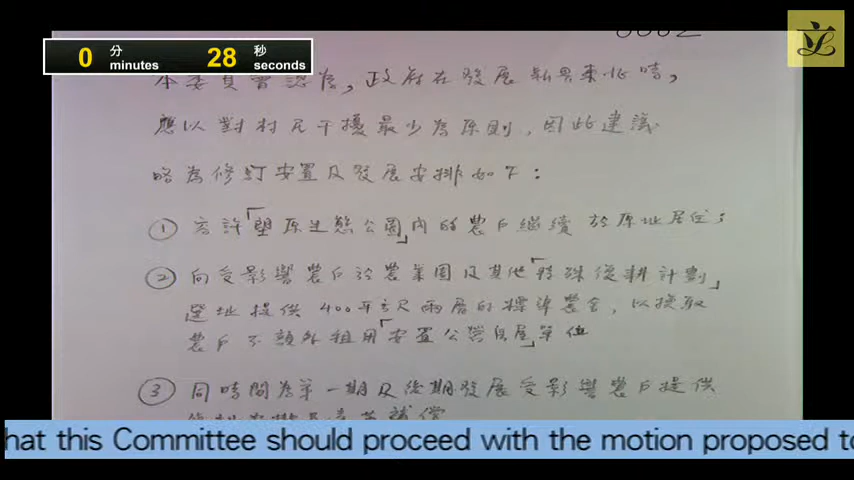 0002
0 分 minutes 28 秒 seconds
本委員會認為，政府在發展新界東北時，
應以對村民干擾最少為原則，因此建議
略為修訂安置及發展安排如下：
① 容許「塱原生態公園」內的農戶繼續於原址居住；
② 向受影響農戶於農業園及其他「特殊復耕計劃」
選址提供 400平方尺兩層的標準農舍，以換取
農戶不額外租用「安置公營房屋」單位
③ 同時間為第一期及後期發展受影響農戶提供
補償
hat this Committee should proceed with the motion proposed to